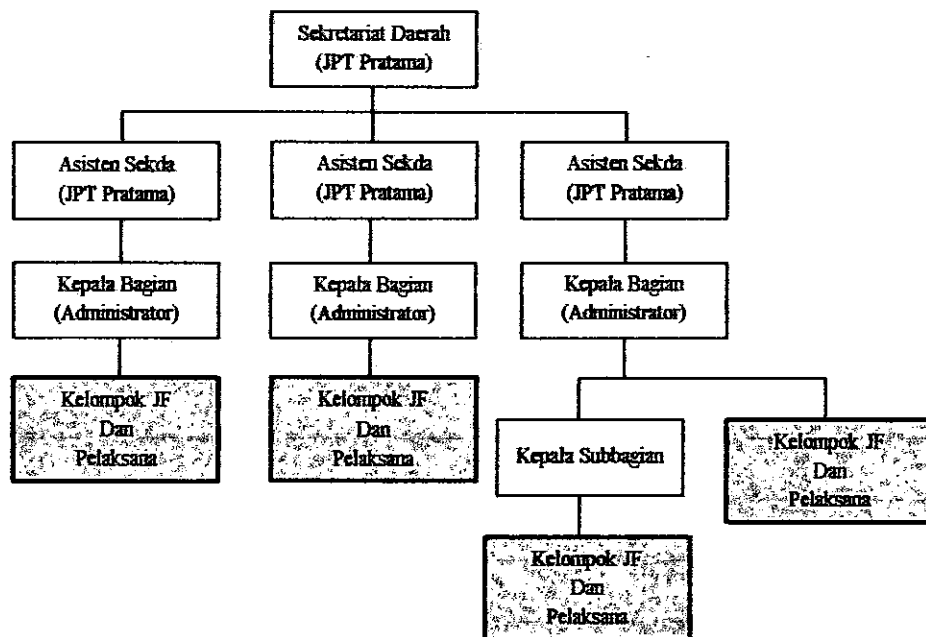 Sekretariat Daerah
(JPT Pratama)
Asisten Sekda
(JPT Pratama)
Asisten Sekda
(JPT Pratama)
Asisten Sekda
(JPT Pratama)
Kepala Bagian
(Administrator)
Kepala Bagian
(Administrator)
Kepala Bagian
(Administrator)
Kelompok JF
Dan
Pelaksana
Kelompok JF
Dan
Pelaksana
Kepala Subbagian
Kelompok JF
Dan
Pelaksana
Kelompok JF
Dan
Pelaksana